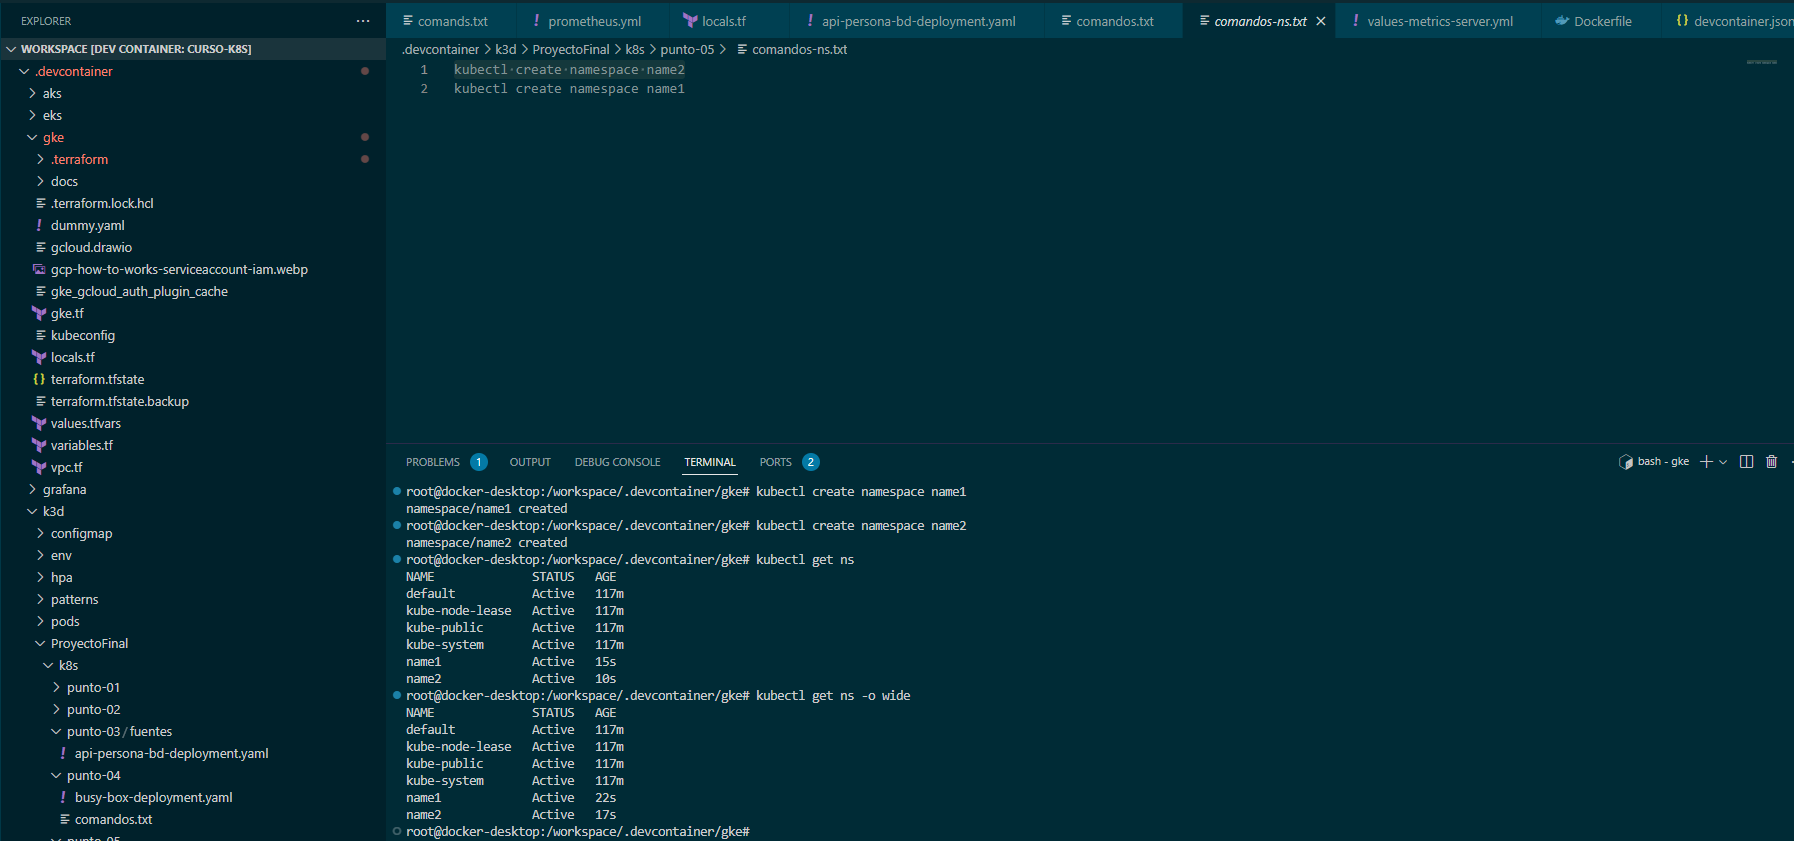 EXPLORER
WORKSPACE [DEV CONTAINER: CURSO-K8S]
.devcontainer
aks
eks
gke
.terraform
docs
.terraform.lock.hcl
dummy.yaml
gcloud.drawio
gcp-how-to-works-serviceaccount-iam.webp
gke_gcloud_auth_plugin_cache
gke.tf
kubeconfig
locals.tf
terraform.tfstate
terraform.tfstate.backup
values.tfvars
variables.tf
vpc.tf
grafana
k3d
configmap
env
hpa
patterns
pods
ProyectoFinal
k8s
punto-01
punto-02
punto-03/fuentes
api-persona-bd-deployment.yaml
punto-04
busy-box-deployment.yaml
comandos.txt
punto-05
comands.txt
prometheus.yml
locals.tf
api-persona-bd-deployment.yaml
comandos.txt
comandos-ns.txt
values-metrics-server.yml
Dockerfile
devcontainer.json
.devcontainer > k3d > ProyectoFinal > k8s > punto-05 > comandos-ns.txt
1 kubectl·create·namespace·name2
2 kubectl create namespace name1
PROBLEMS 1 OUTPUT DEBUG CONSOLE TERMINAL PORTS 2
bash - gke
root@docker-desktop:/workspace/.devcontainer/gke# kubectl create namespace name1
namespace/name1 created
root@docker-desktop:/workspace/.devcontainer/gke# kubectl create namespace name2
namespace/name2 created
root@docker-desktop:/workspace/.devcontainer/gke# kubectl get ns
NAME STATUS AGE
default Active 117m
kube-node-lease Active 117m
kube-public Active 117m
kube-system Active 117m
name1 Active 15s
name2 Active 10s
root@docker-desktop:/workspace/.devcontainer/gke# kubectl get ns -o wide
NAME STATUS AGE
default Active 117m
kube-node-lease Active 117m
kube-public Active 117m
kube-system Active 117m
name1 Active 22s
name2 Active 17s
root@docker-desktop:/workspace/.devcontainer/gke#